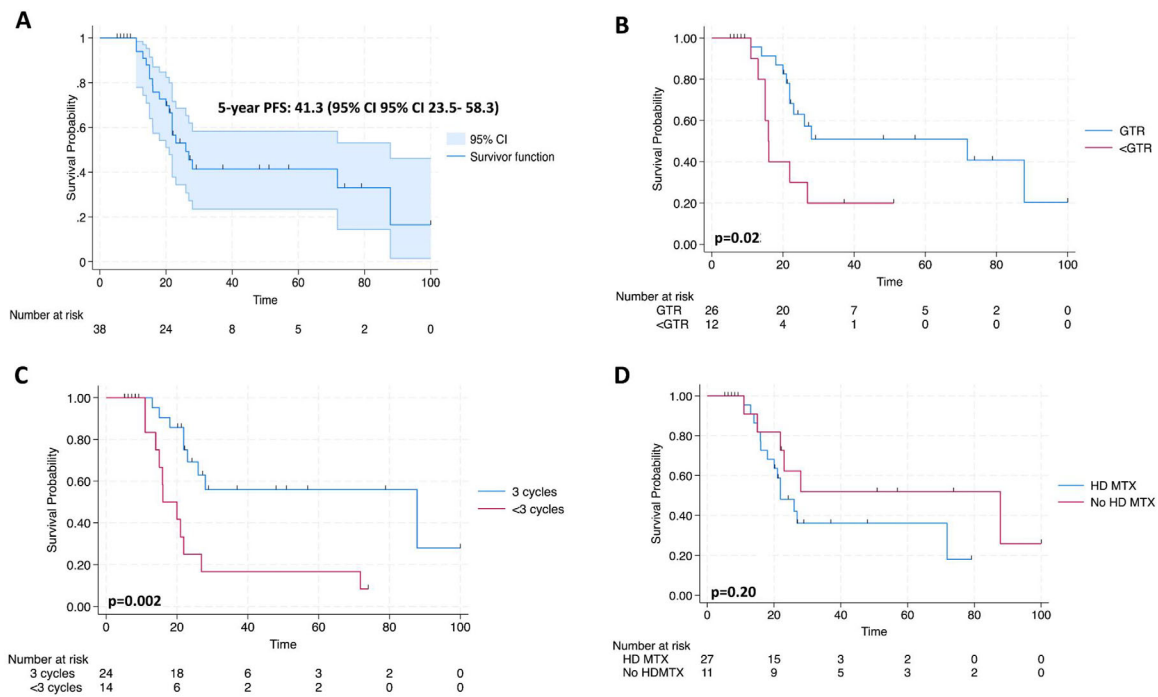 A
Survival Probability
1
.8
.6
.4
.2
0
5-year PFS: 41.3 (95% CI 95% CI 23.5- 58.3)
95% CI
Survivor function
0 20 40 60 80 100
Time
Number at risk
38 24 8 5 2 0
B
Survival Probability
1.00
0.80
0.60
0.40
0.20
0.00
p=0.02
GTR
<GTR
0 20 40 60 80 100
Time
Number at risk
GTR 26 20 7 5 2 0
<GTR 12 4 1 0 0 0
C
Survival Probability
1.00
0.80
0.60
0.40
0.20
0.00
p=0.002
3 cycles
<3 cycles
0 20 40 60 80 100
Time
Number at risk
3 cycles 24 18 6 3 2 0
<3 cycles 14 6 2 2 0 0
D
Survival Probability
1.00
0.80
0.60
0.40
0.20
0.00
p=0.20
HD MTX
No HD MTX
0 20 40 60 80 100
Time
Number at risk
HD MTX 27 15 3 2 0 0
No HDMTX 11 9 5 3 2 0